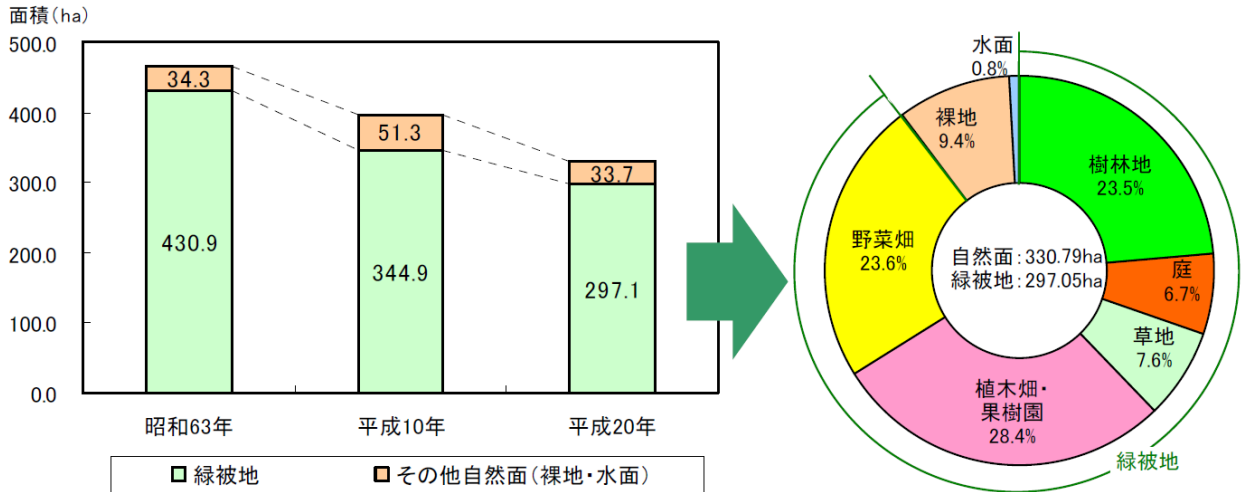 面積(ha)
500.0
400.0
300.0
200.0
100.0
0.0
34.3
430.9
51.3
344.9
33.7
297.1
昭和63年
平成10年
平成20年
緑被地
その他自然面(裸地・水面)
水面
0.8%
裸地
9.4%
樹林地
23.5%
野菜畑
23.6%
自然面:330.79ha
緑被地:297.05ha
庭
6.7%
草地
7.6%
植木畑・
果樹園
28.4%
緑被地